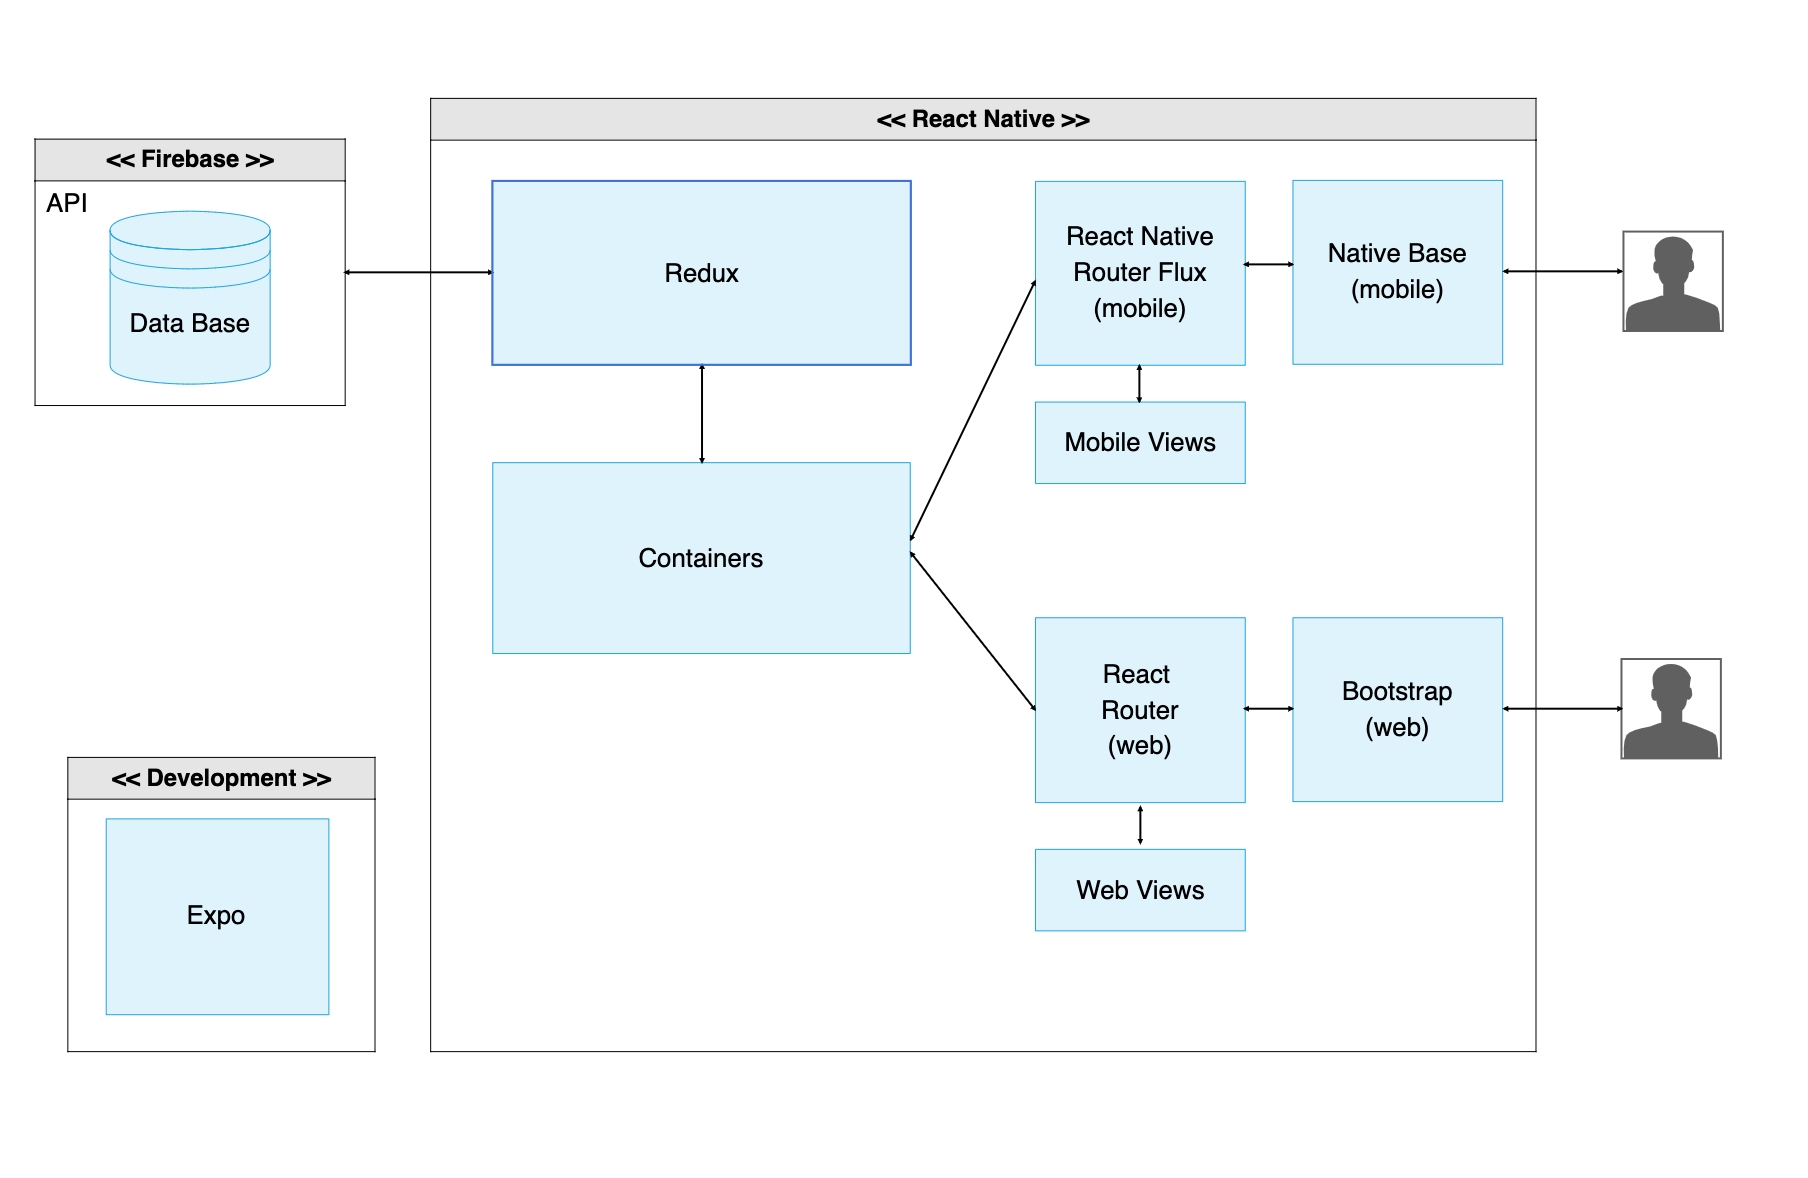 << React Native >>
<< Firebase >>
API
Data Base
Redux
React Native
Router Flux
(mobile)
Native Base
(mobile)
Mobile Views
Containers
React
Router
(web)
Bootstrap
(web)
Web Views
<< Development >>
Expo